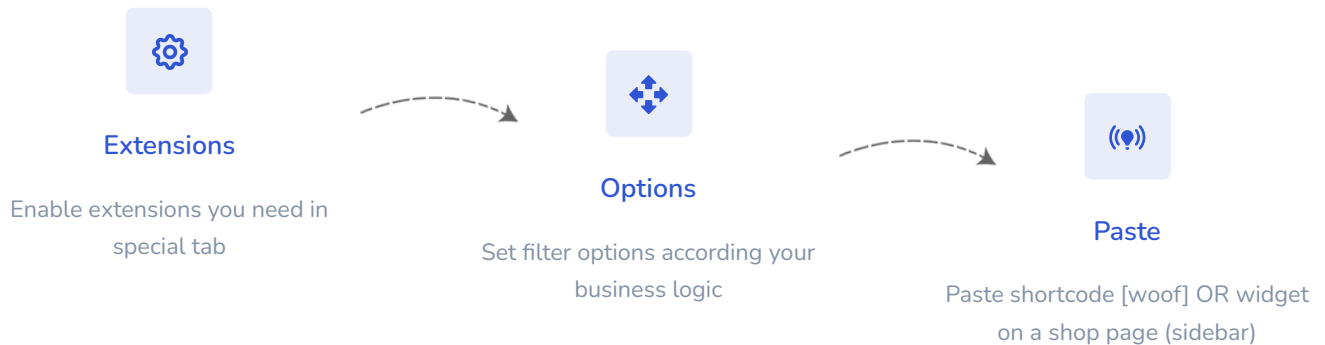 Extensions
Enable extensions you need in
special tab
Options
Set filter options according your
business logic
Paste
Paste shortcode [woof] OR widget
on a shop page (sidebar)